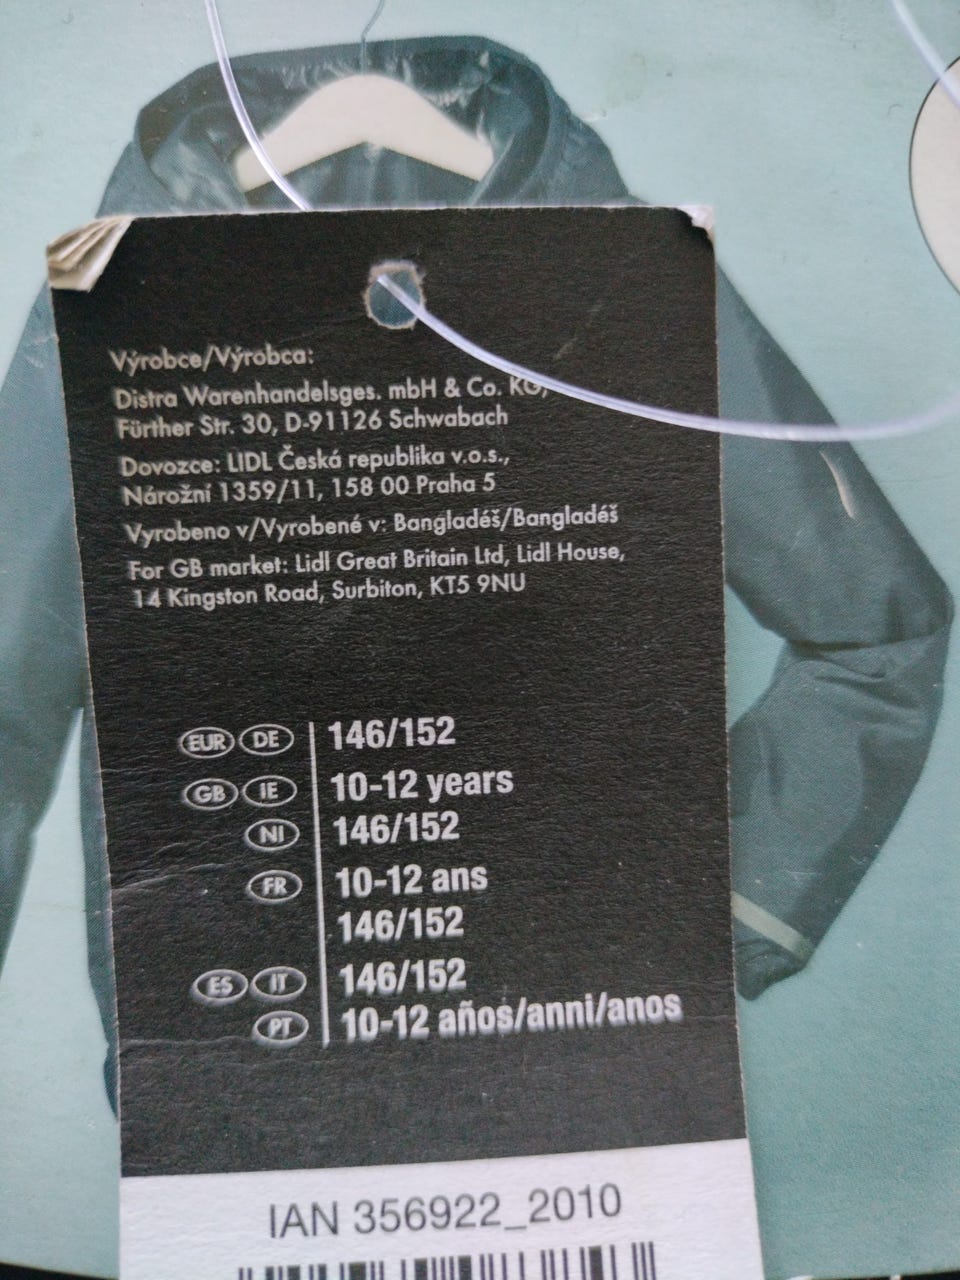 Výrobce/Výrobca:
Distra Warenhandelsges. mbH & Co. KG,
Fürther Str. 30, D-91126 Schwabach
Dovozce: LIDL Česká republika v.o.s.,
Nárožní 1359/11, 158 00 Praha 5
Vyrobeno v/Vyrobené v: Bangladéš/Bangladéš
For GB market: Lidl Great Britain Ltd, Lidl House,
14 Kingston Road, Surbiton, KT5 9NU
EUR DE 146/152
GB IE 10-12 years
NI 146/152
FR 10-12 ans
146/152
ES IT 146/152
PT 10-12 años/anni/anos
IAN 356922_2010